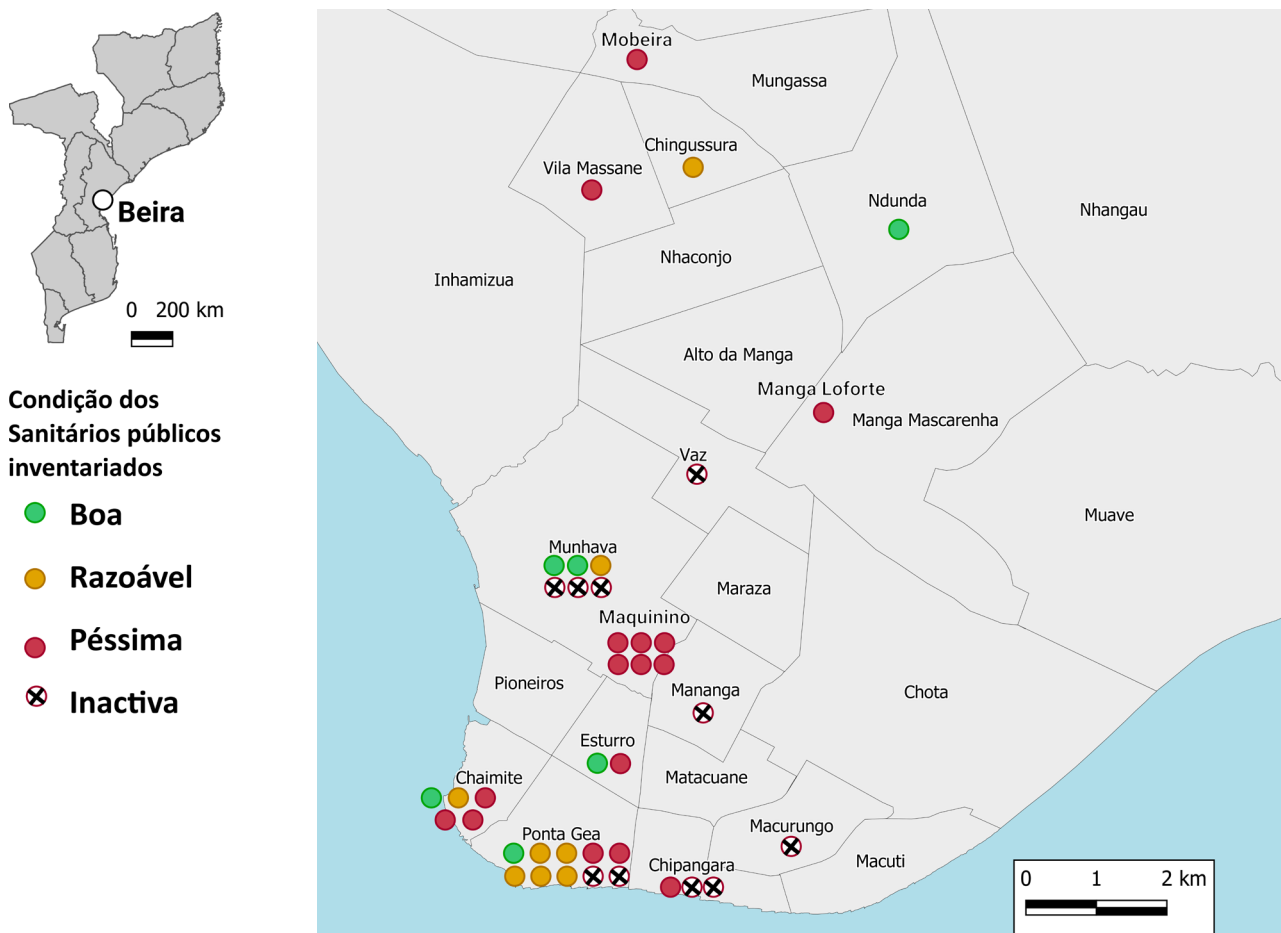 Beira
0 200 km
Condição dos
Sanitários públicos
inventariados
Boa
Razoável
Péssima
Inactiva
Mobeira
Mungassa
Chingussura
Vila Massane
Ndunda
Nhangau
Nhaconjo
Inhamizua
Alto da Manga
Manga Loforte
Manga Mascarenha
Vaz
Muave
Munhava
Maraza
Maquinino
Pioneiros
Mananga
Chota
Esturro
Chaimite
Matacuane
Ponta Gea
Macurungo
Chipangara
Macuti
0 1 2 km